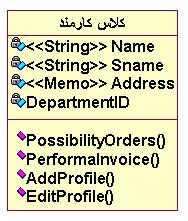 کلاس کارمند
<<String>> Name
<<String>> Sname
<<Memo>> Address
DepartmentID
PossibilityOrders()
PerformaInvoice()
AddProfile()
EditProfile()